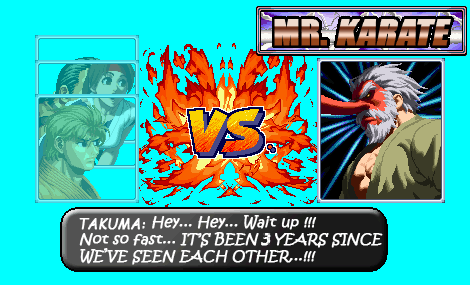 MR. KARATE
VS
TAKUMA: Hey... Hey... Wait up !!!
Not so fast... IT'S BEEN 3 YEARS SINCE
WE'VE SEEN EACH OTHER...!!!